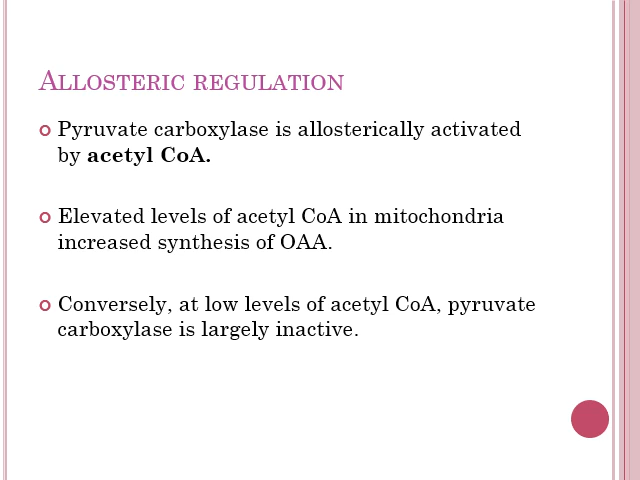 ALLOSTERIC REGULATION
Pyruvate carboxylase is allosterically activated
by acetyl CoA.
Elevated levels of acetyl CoA in mitochondria
increased synthesis of OAA.
Conversely, at low levels of acetyl CoA, pyruvate
carboxylase is largely inactive.